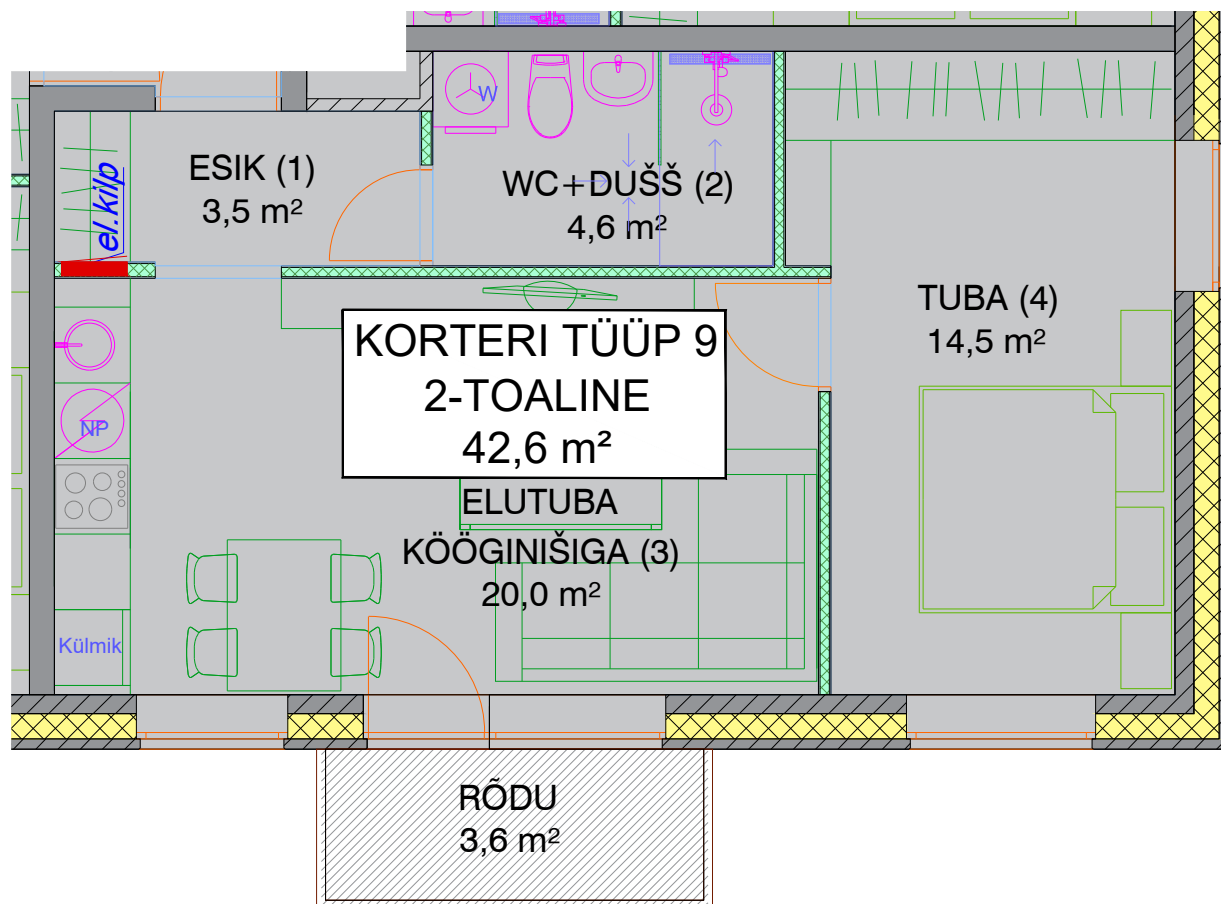 W
ESIK (1)
3,5 m²
el.kilp
WC+DUŠŠ (2)
4,6 m²
TUBA (4)
14,5 m²
KORTERI TÜÜP 9
2-TOALINE
42,6 m²
NP
ELUTUBA
KÖÖGINIŠIGA (3)
20,0 m²
Külmik
RÕDU
3,6 m²